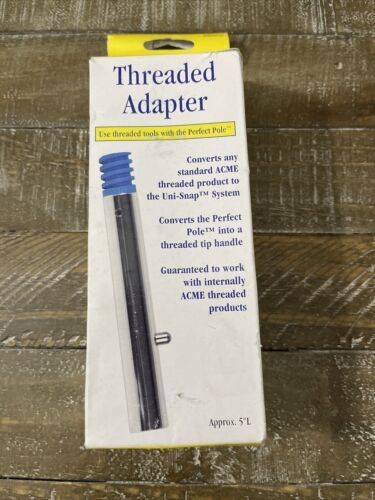 Threaded
Adapter
Use threaded tools with the Perfect Pole™
Converts any
standard ACME
threaded product to
the Uni-Snap™ System
Converts the Perfect
Pole™ into a
threaded tip handle
Guaranteed to work
with internally
ACME threaded
products
Approx. 5"L